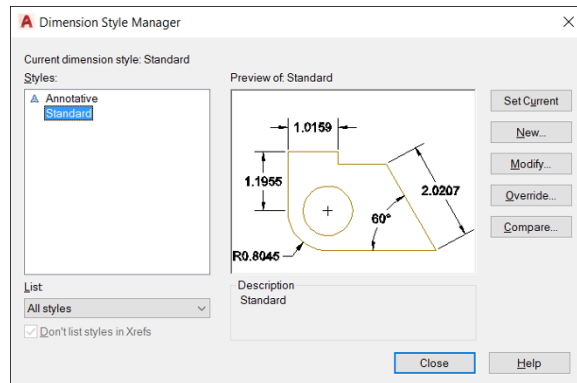 A Dimension Style Manager
Current dimension style: Standard
Styles:
Annotative
Standard
List:
All styles
Don't list styles in Xrefs
Preview of: Standard
1.0159
1.1955
2.0207
60°
R0.8045
Description
Standard
Set Current
New...
Modify...
Override...
Compare...
Close
Help